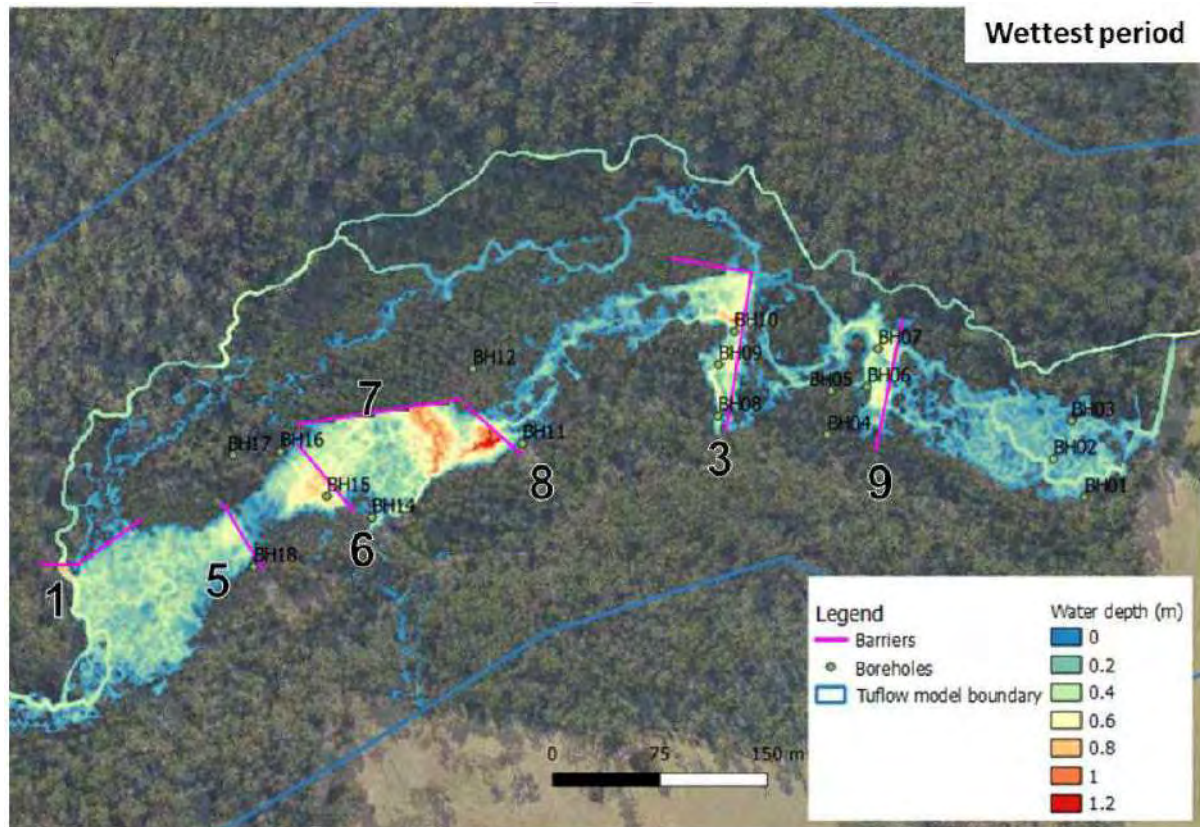 Wettest period
BH10
BH07
BH09
BH12
BH05
BH06
7
BH08
BH03
BH04
BH17
BH16
BH11
BH02
3
8
9
BH01
BH15
BH14
6
5
BH18
1
Legend
Barriers
Boreholes
Tuflow model boundary
Water depth (m)
0
0.2
0.4
0.6
0.8
1
1.2
0 75 150 m